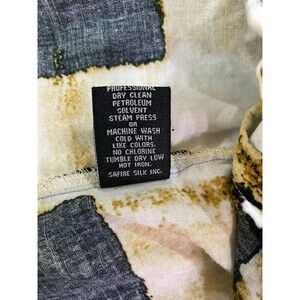 PROFESSIONAL
DRY CLEAN
PETROLEUM
SOLVENT
STEAM PRESS
OR
MACHINE WASH
COLD WITH
LIKE COLORS.
NO CHLORINE
TUMBLE DRY LOW
HOT IRON.
SAFIRE SILK INC.